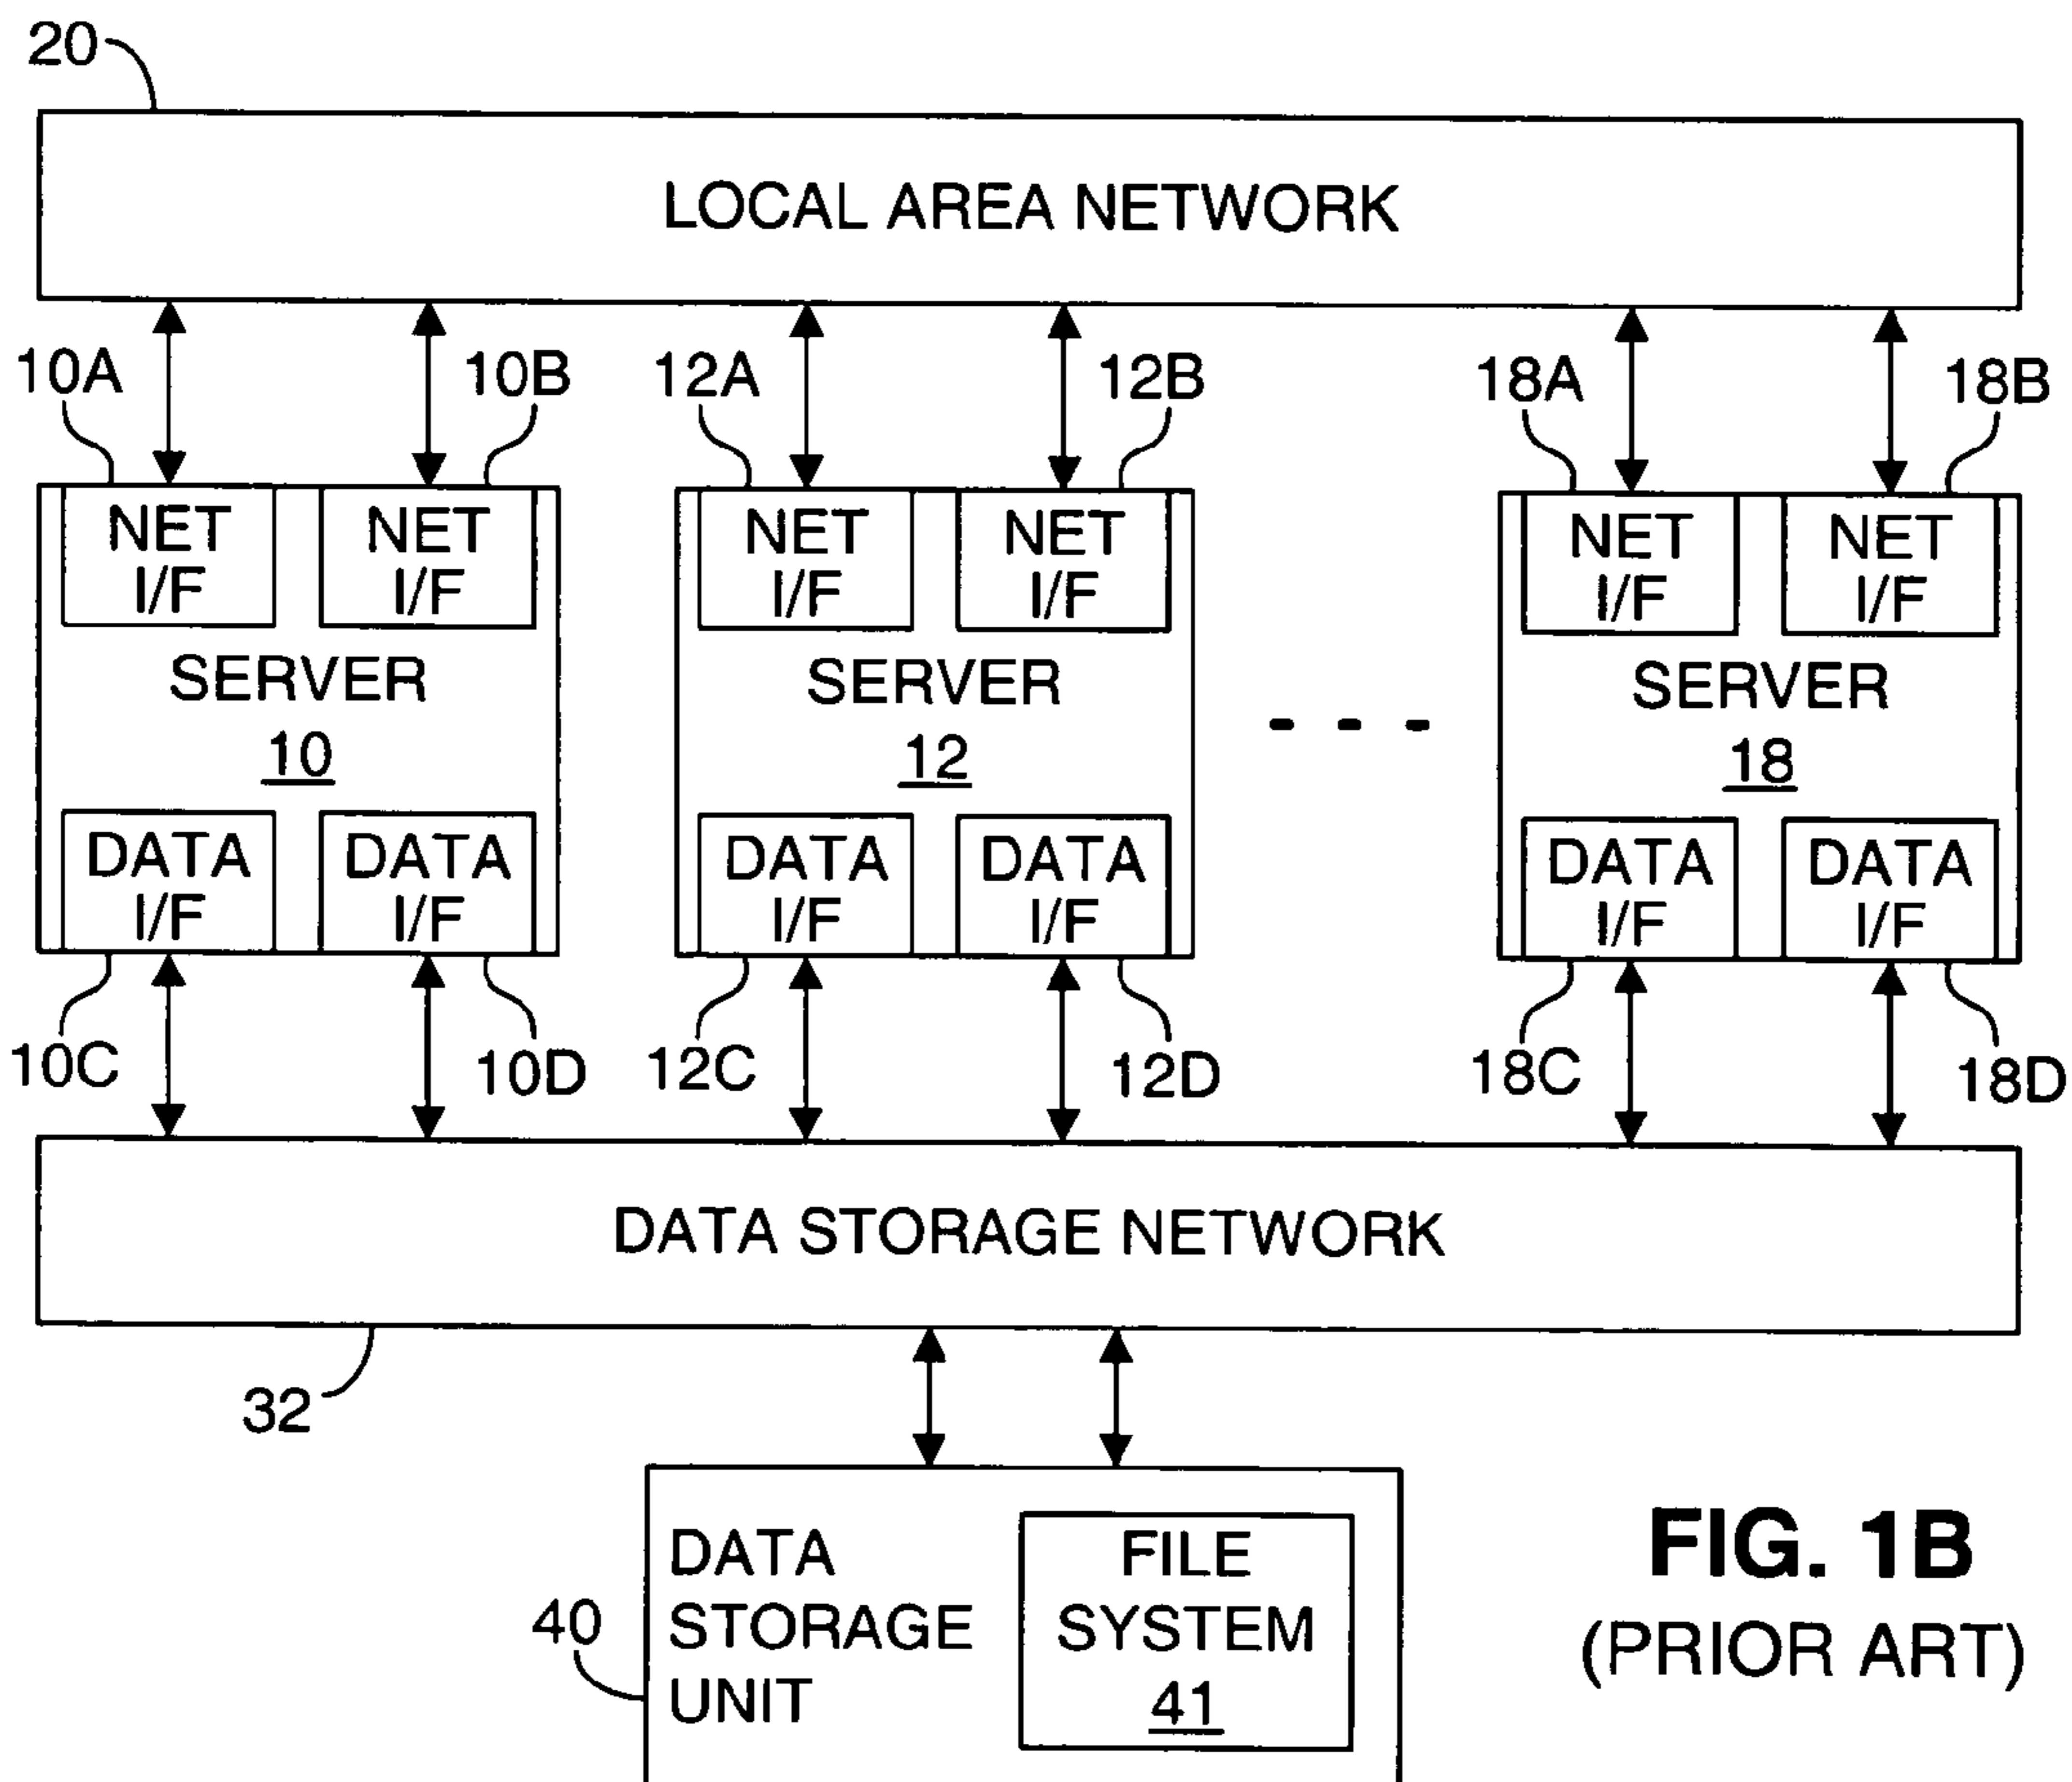 20
LOCAL AREA NETWORK
10A
10B
12A
12B
18A
18B
NET
I/F
NET
I/F
NET
I/F
NET
I/F
NET
I/F
NET
I/F
SERVER
10
SERVER
12
- - -
SERVER
18
DATA
I/F
DATA
I/F
DATA
I/F
DATA
I/F
DATA
I/F
DATA
I/F
10C
10D
12C
12D
18C
18D
DATA STORAGE NETWORK
32
40
DATA
STORAGE
UNIT
FILE
SYSTEM
41
FIG. 1B
(PRIOR ART)